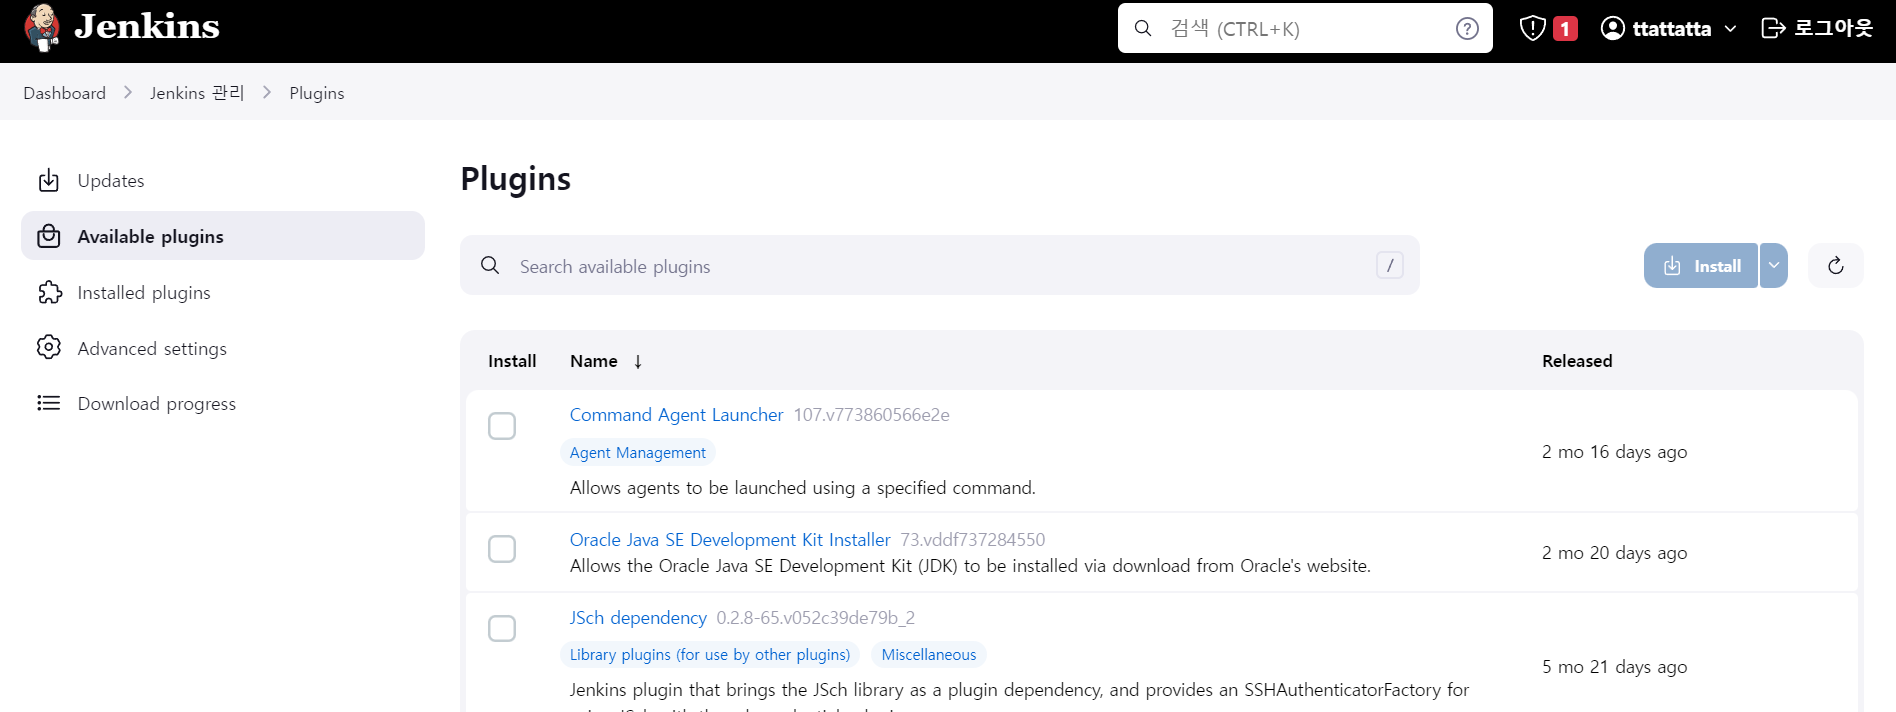 Jenkins
검색 (CTRL+K)
1
ttattatta
로그아웃
Dashboard
Jenkins 관리
Plugins
Updates
Available plugins
Installed plugins
Advanced settings
Download progress
Plugins
Search available plugins
/
Install
Install Name ↓ Released
Command Agent Launcher 107.v773860566e2e
Agent Management
Allows agents to be launched using a specified command.
2 mo 16 days ago
Oracle Java SE Development Kit Installer 73.vddf737284550
Allows the Oracle Java SE Development Kit (JDK) to be installed via download from Oracle's website.
2 mo 20 days ago
JSch dependency 0.2.8-65.v052c39de79b_2
Library plugins (for use by other plugins) Miscellaneous
Jenkins plugin that brings the JSch library as a plugin dependency, and provides an SSHAuthenticatorFactory for
5 mo 21 days ago